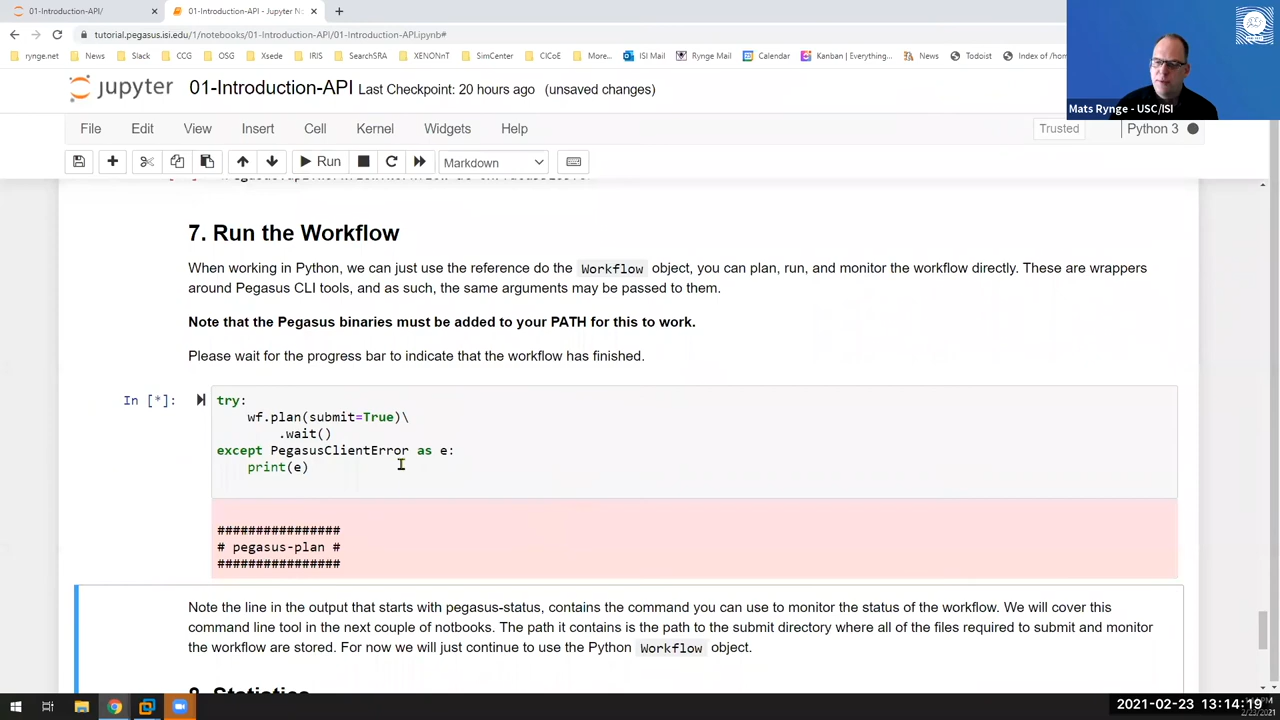 01-Introduction-API/
01-Introduction-API - Jupyter N
tutorial.pegasus.isi.edu/1/notebooks/01-Introduction-API/01-Introduction-API.ipynb#
rynge.net
News
Slack
CCG
OSG
Xsede
IRIS
SearchSRA
XENONnT
SimCenter
CICoE
More...
ISI Mail
Rynge Mail
Calendar
Kanban | Everything...
News
Todoist
Index of /hom
Mats Rynge - USC/ISI
jupyter 01-Introduction-API Last Checkpoint: 20 hours ago (unsaved changes)
File Edit View Insert Cell Kernel Widgets Help
Trusted
Python 3
Run
Markdown
7. Run the Workflow
When working in Python, we can just use the reference do the Workflow object, you can plan, run, and monitor the workflow directly. These are wrappers
around Pegasus CLI tools, and as such, the same arguments may be passed to them.
Note that the Pegasus binaries must be added to your PATH for this to work.
Please wait for the progress bar to indicate that the workflow has finished.
In [*]:
try:
wf.plan(submit=True)\
.wait()
except PegasusClientError as e:
print(e)
################
# pegasus-plan #
################
Note the line in the output that starts with pegasus-status, contains the command you can use to monitor the status of the workflow. We will cover this
command line tool in the next couple of notbooks. The path it contains is the path to the submit directory where all of the files required to submit and monitor
the workflow are stored. For now we will just continue to use the Python Workflow object.
Statistics
2021-02-23 13:14:19